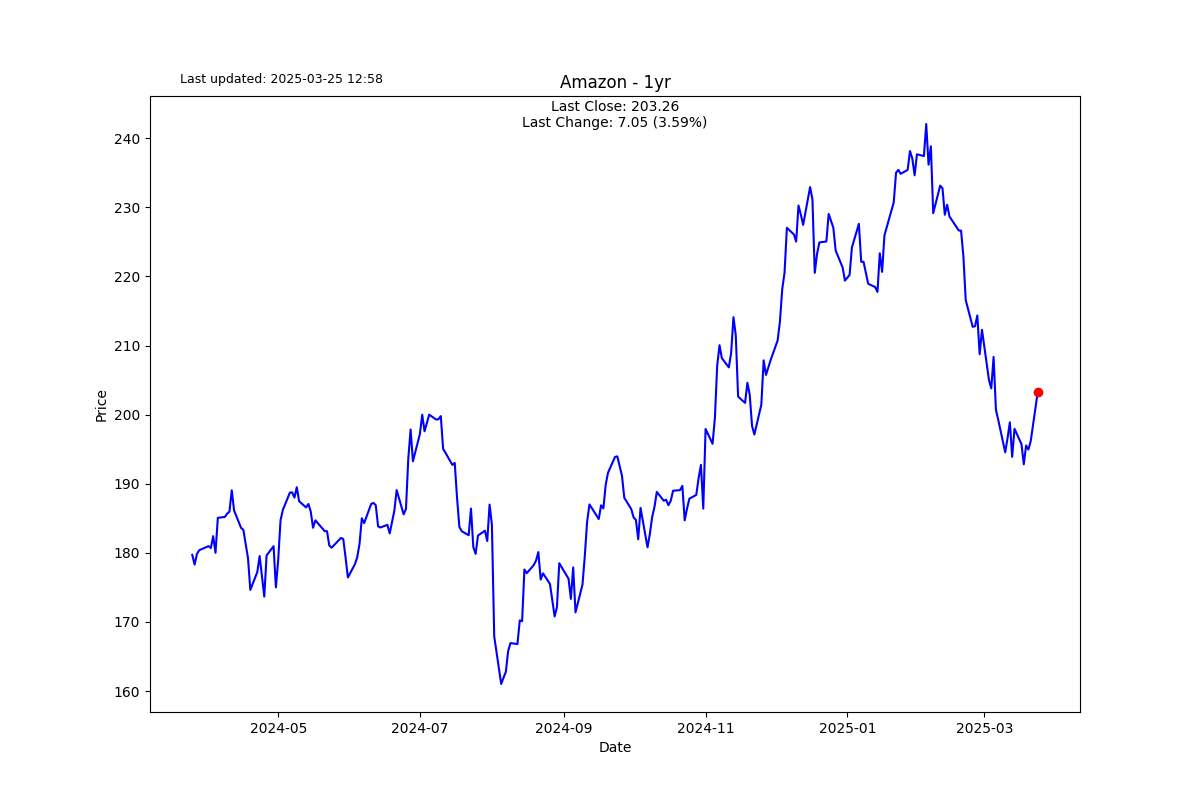 Last updated: 2025-03-25 12:58
Amazon - 1yr
Last Close: 203.26
Last Change: 7.05 (3.59%)
240
230
220
210
200
190
180
170
160
Price
2024-05
2024-07
2024-09
2024-11
2025-01
2025-03
Date